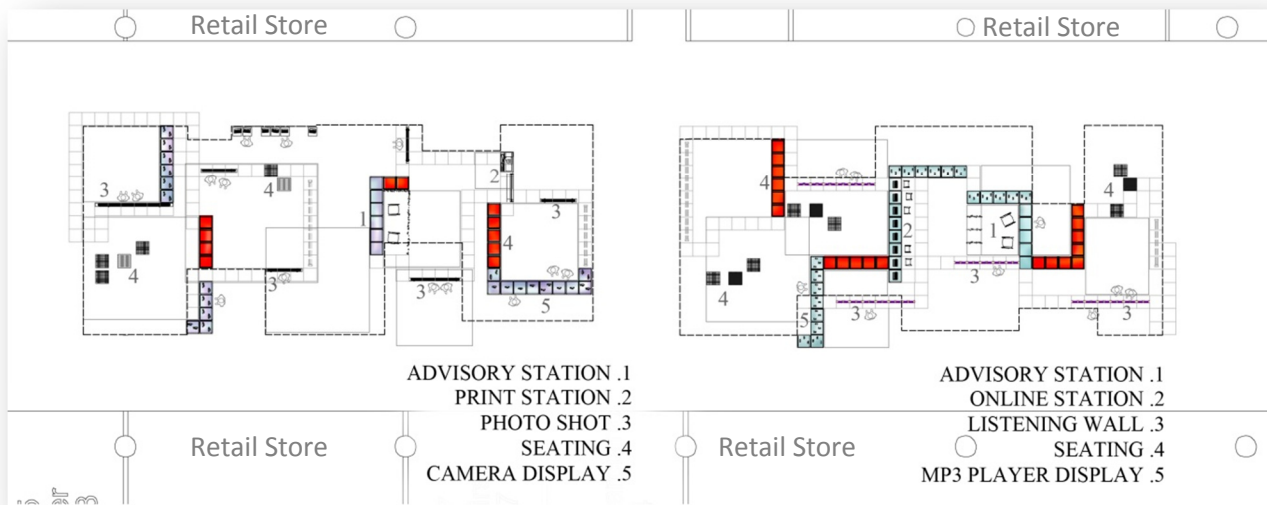 Retail Store
Retail Store
3
4
4
3
1
2
3
4
3
5
4
4
5
3
2
3
1
4
3
ADVISORY STATION .1
PRINT STATION .2
PHOTO SHOT .3
SEATING .4
CAMERA DISPLAY .5
ADVISORY STATION .1
ONLINE STATION .2
LISTENING WALL .3
SEATING .4
MP3 PLAYER DISPLAY .5
Retail Store
Retail Store